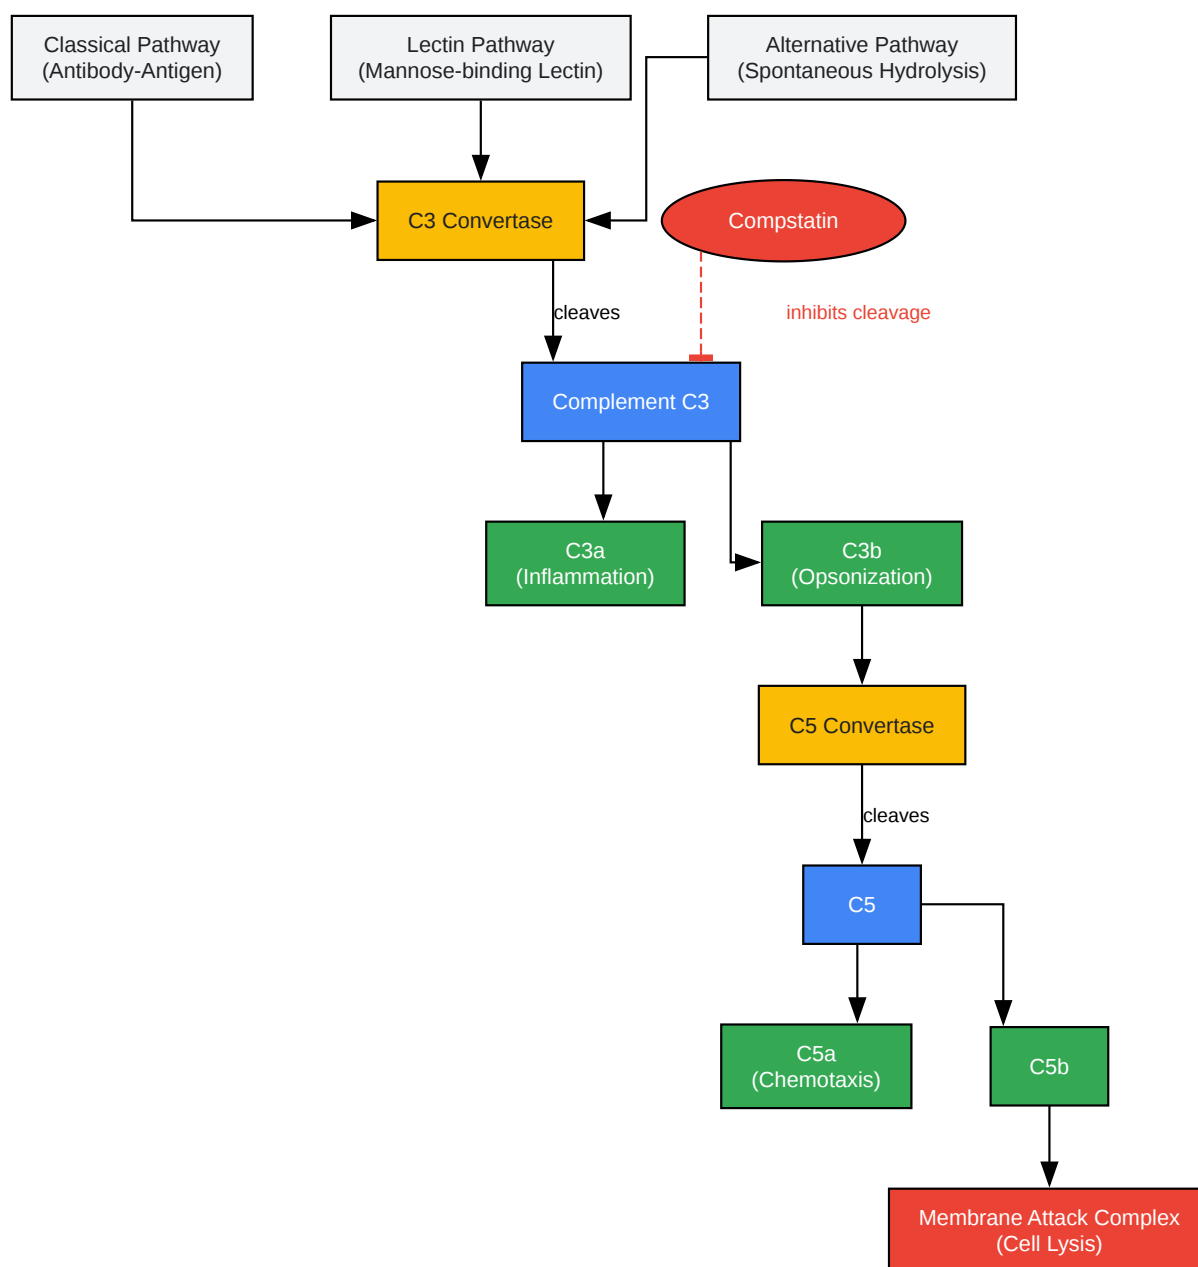 Classical Pathway
(Antibody-Antigen)
Lectin Pathway
(Mannose-binding Lectin)
Alternative Pathway
(Spontaneous Hydrolysis)
C3 Convertase
Compstatin
cleaves
inhibits cleavage
Complement C3
C3a
(Inflammation)
C3b
(Opsonization)
C5 Convertase
cleaves
C5
C5a
(Chemotaxis)
C5b
Membrane Attack Complex
(Cell Lysis)